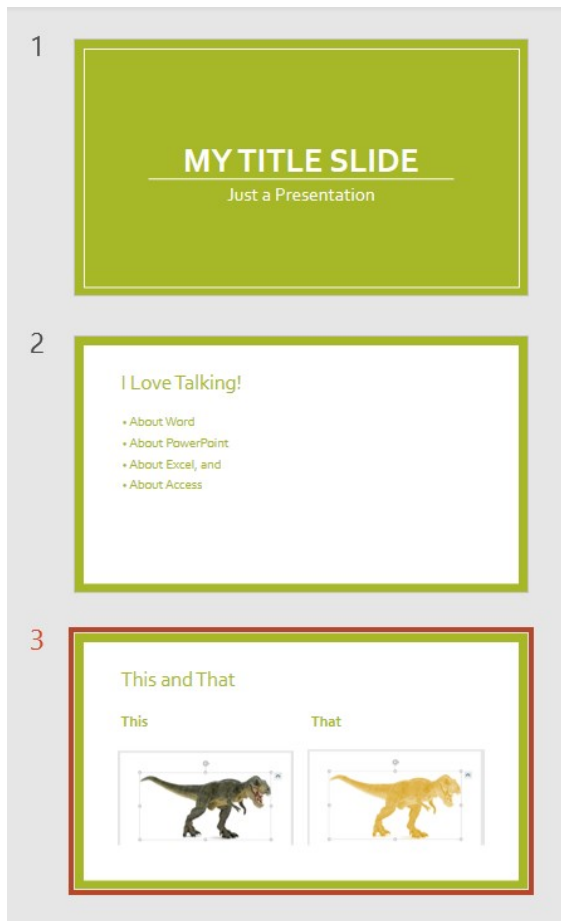 1
MY TITLE SLIDE
Just a Presentation
2
I Love Talking!
• About Word
• About PowerPoint
• About Excel, and
• About Access
3
This and That
This That